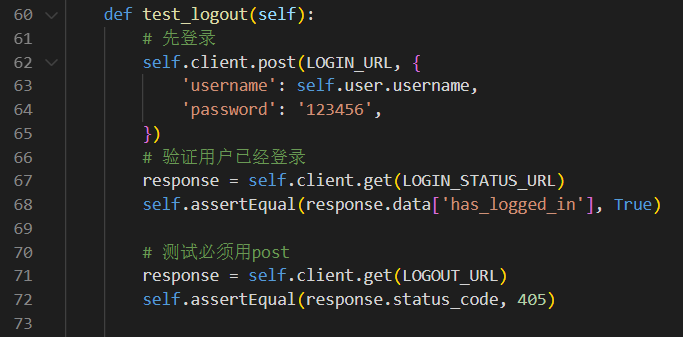 60 def test_logout(self):
61 # 先登录
62 self.client.post(LOGIN_URL, {
63 'username': self.user.username,
64 'password': '123456',
65 })
66 # 验证用户已经登录
67 response = self.client.get(LOGIN_STATUS_URL)
68 self.assertEqual(response.data['has_logged_in'], True)
69
70 # 测试必须用post
71 response = self.client.get(LOGOUT_URL)
72 self.assertEqual(response.status_code, 405)
73